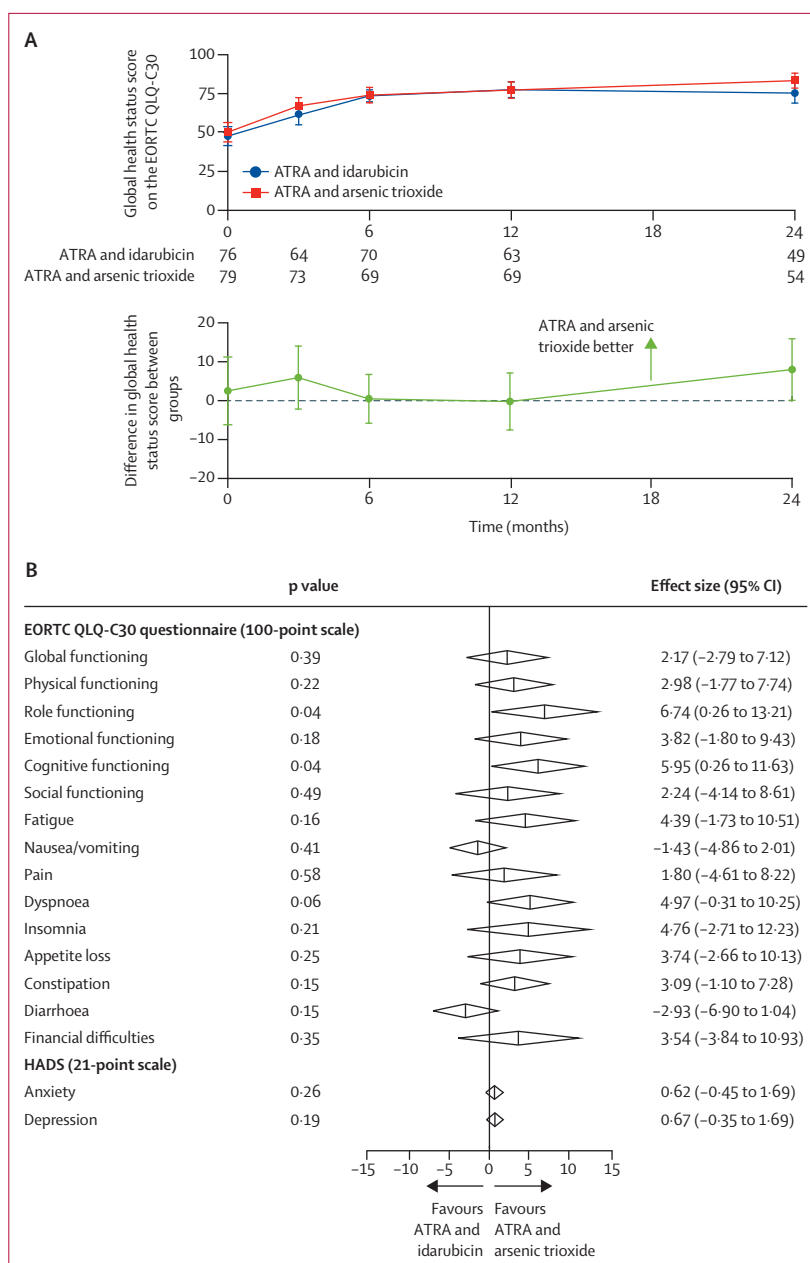 A
Global health status score
on the EORTC QLQ-C30
100
75
50
25
0
ATRA and idarubicin
ATRA and arsenic trioxide
0 6 12 18 24
ATRA and idarubicin 76 64 70 63 49
ATRA and arsenic trioxide 79 73 69 69 54
Difference in global health
status score between
groups
20
10
0
–10
–20
ATRA and arsenic
trioxide better
0 6 12 18 24
Time (months)
B
p value Effect size (95% CI)
EORTC QLQ-C30 questionnaire (100-point scale)
Global functioning 0·39 2·17 (–2·79 to 7·12)
Physical functioning 0·22 2·98 (–1·77 to 7·74)
Role functioning 0·04 6·74 (0·26 to 13·21)
Emotional functioning 0·18 3·82 (–1·80 to 9·43)
Cognitive functioning 0·04 5·95 (0·26 to 11·63)
Social functioning 0·49 2·24 (–4·14 to 8·61)
Fatigue 0·16 4·39 (–1·73 to 10·51)
Nausea/vomiting 0·41 –1·43 (–4·86 to 2·01)
Pain 0·58 1·80 (–4·61 to 8·22)
Dyspnoea 0·06 4·97 (–0·31 to 10·25)
Insomnia 0·21 4·76 (–2·71 to 12·23)
Appetite loss 0·25 3·74 (–2·66 to 10·13)
Constipation 0·15 3·09 (–1·10 to 7·28)
Diarrhoea 0·15 –2·93 (–6·90 to 1·04)
Financial difficulties 0·35 3·54 (–3·84 to 10·93)
HADS (21-point scale)
Anxiety 0·26 0·62 (–0·45 to 1·69)
Depression 0·19 0·67 (–0·35 to 1·69)
–15 –10 –5 0 5 10 15
Favours Favours
ATRA and ATRA and
idarubicin arsenic trioxide